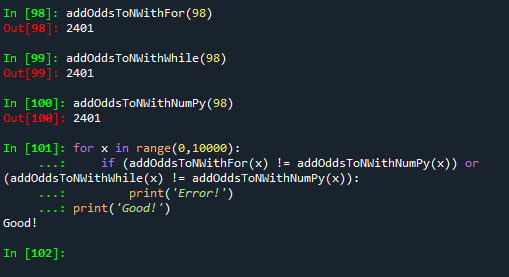 In [98]: addOddsToNWithFor(98)
Out[98]: 2401
In [99]: addOddsToNWithWhile(98)
Out[99]: 2401
In [100]: addOddsToNWithNumPy(98)
Out[100]: 2401
In [101]: for x in range(0,10000):
...: if (addOddsToNWithFor(x) != addOddsToNWithNumPy(x)) or
(addOddsToNWithWhile(x) != addOddsToNWithNumPy(x)):
...: print('Error!')
...: print('Good!')
Good!
In [102]: